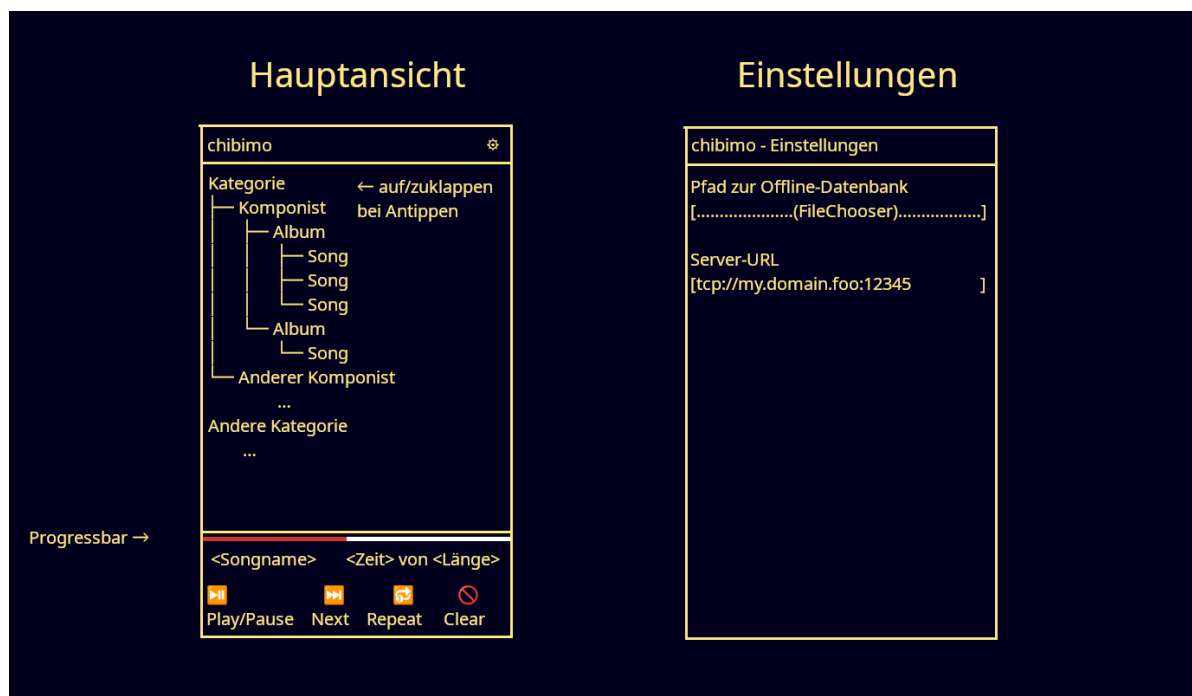 Hauptansicht
chibimo ⚙
Kategorie
├── Komponist
│ ├── Album
│ │ ├── Song
│ │ ├── Song
│ │ └── Song
│ └── Album
│ └── Song
└── Anderer Komponist
...
Andere Kategorie
...
← auf/zuklappen
bei Antippen
Progressbar →
<Songname> <Zeit> von <Länge>
⏯ ⏭ 🔂 🚫
Play/Pause Next Repeat Clear
Einstellungen
chibimo - Einstellungen
Pfad zur Offline-Datenbank
[.....................(FileChooser)..................]
Server-URL
[tcp://my.domain.foo:12345 ]